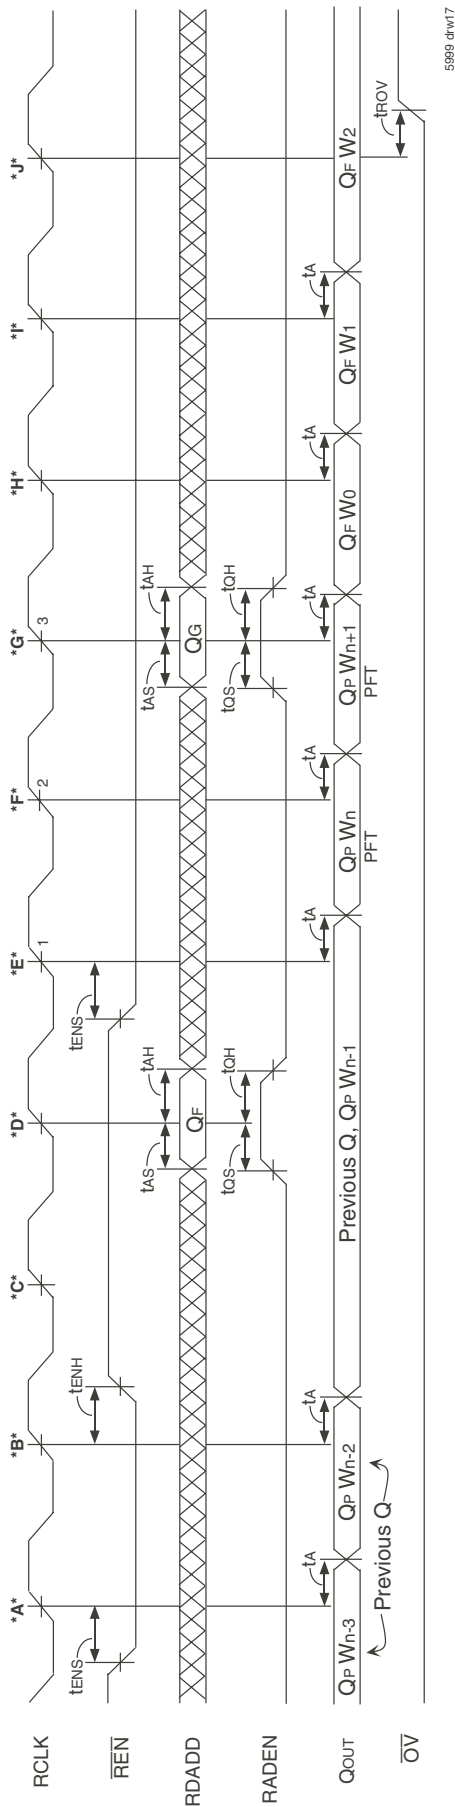 *A* *B* *C* *D* *E* *F* *G* *H* *I* *J*
RCLK 1 2 3
tENS tENH tENS
REN
tAS tAH tAS tAH
RDADD QF QG
tQS tQH tQS tQH
RADEN
tA tA tA tA tA tA tA
QOUT QP Wn-3 QP Wn-2 Previous Q, QP Wn-1 QP Wn QP Wn+1 QF W0 QF W1 QF W2
Previous Q PFT PFT
tROV
OV
5999 drw17